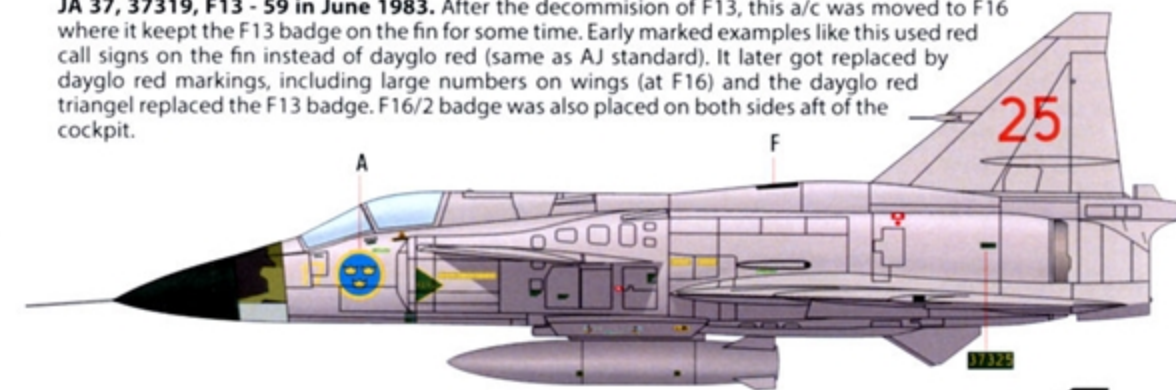 JA 37, 37319, F13 - 59 in June 1983. After the decommision of F13, this a/c was moved to F16
where it keept the F13 badge on the fin for some time. Early marked examples like this used red
call signs on the fin instead of dayglo red (same as AJ standard). It later got replaced by
dayglo red markings, including large numbers on wings (at F16) and the dayglo red
triangel replaced the F13 badge. F16/2 badge was also placed on both sides aft of the
cockpit.
25
F
A
37325